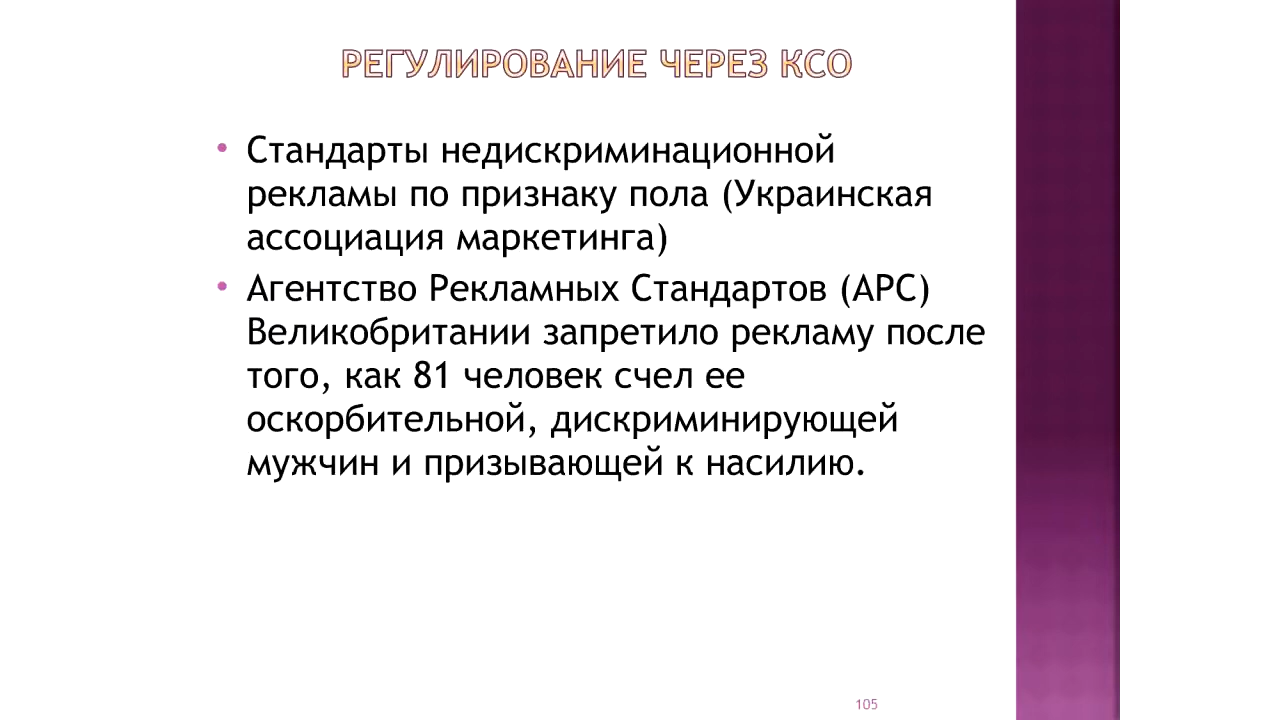 РЕГУЛИРОВАНИЕ ЧЕРЕЗ КСО
• Стандарты недискриминационной
рекламы по признаку пола (Украинская
ассоциация маркетинга)
• Агентство Рекламных Стандартов (АРС)
Великобритании запретило рекламу после
того, как 81 человек счел ее
оскорбительной, дискриминирующей
мужчин и призывающей к насилию.
105